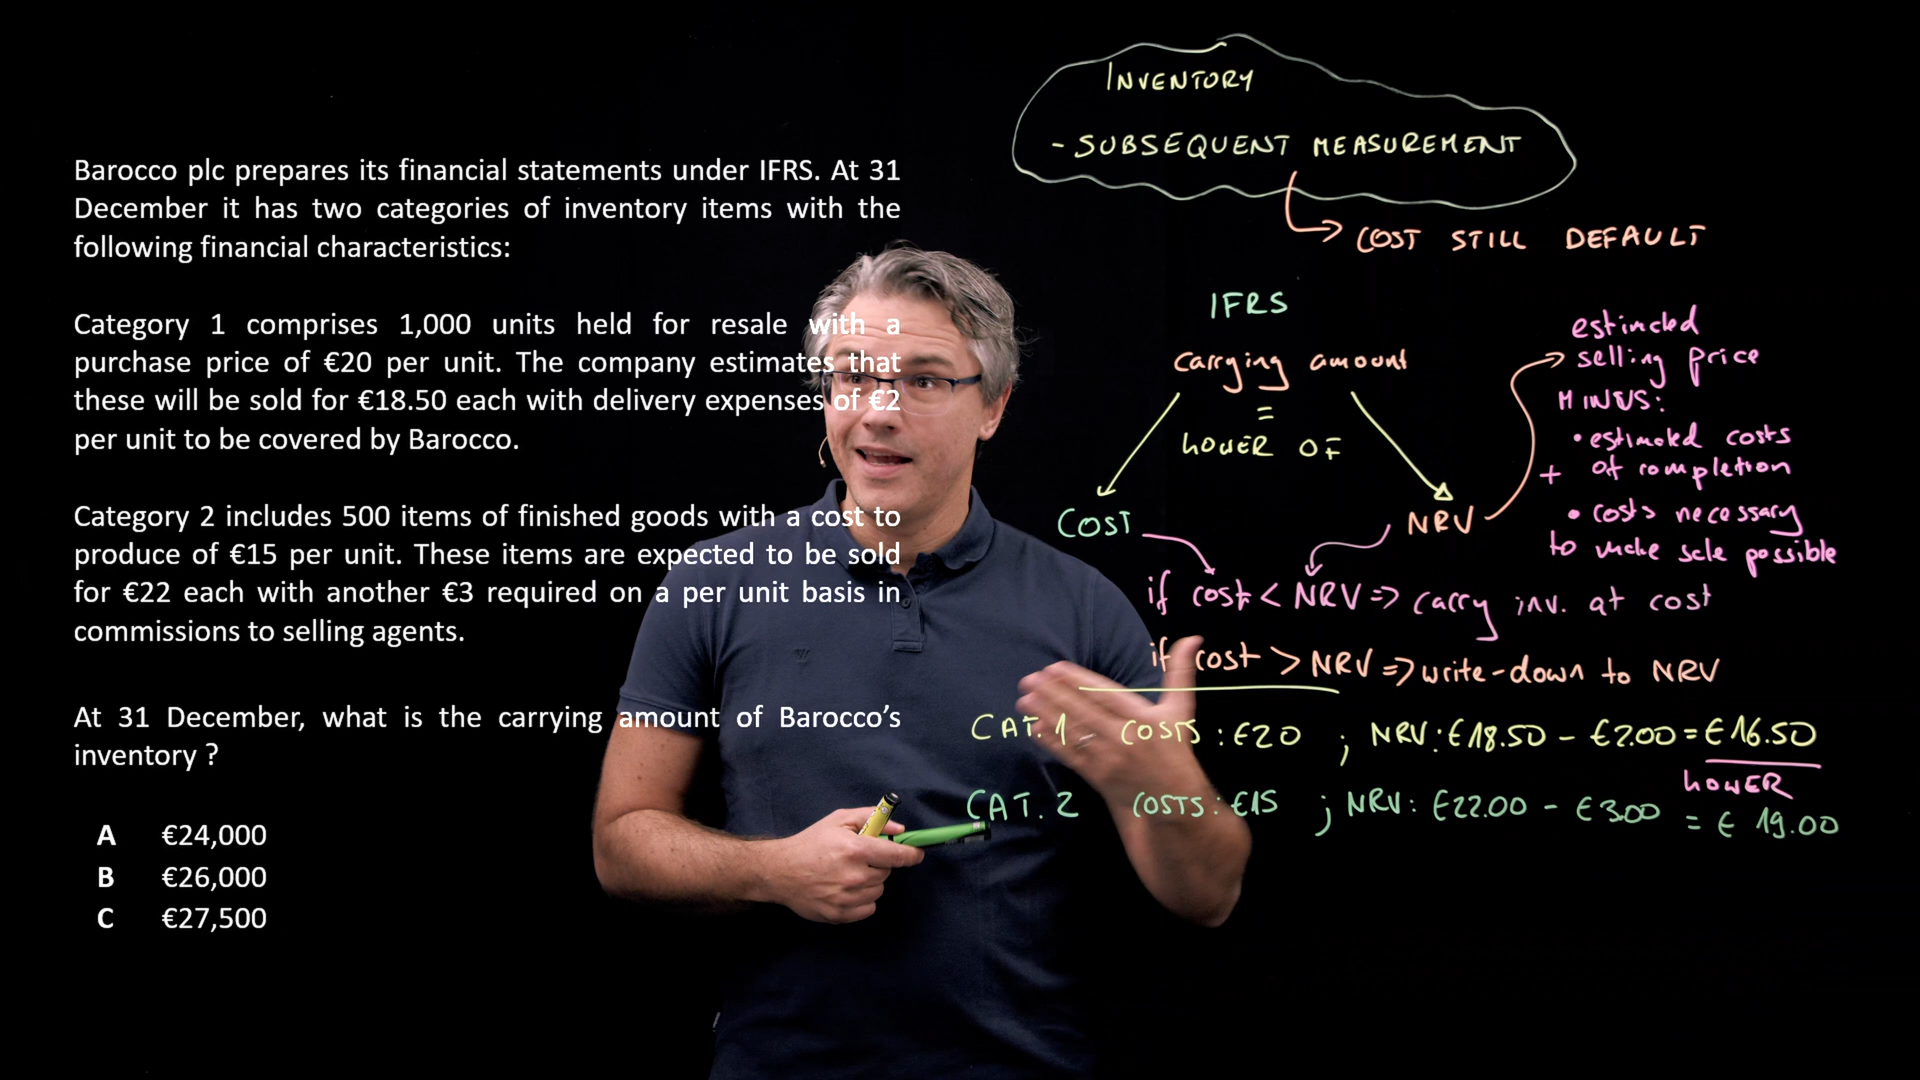 Barocco plc prepares its financial statements under IFRS. At 31
December it has two categories of inventory items with the
following financial characteristics:
Category 1 comprises 1,000 units held for resale with a
purchase price of €20 per unit. The company estimates that
these will be sold for €18.50 each with delivery expenses of €2
per unit to be covered by Barocco.
Category 2 includes 500 items of finished goods with a cost to
produce of €15 per unit. These items are expected to be sold
for €22 each with another €3 required on a per unit basis in
commissions to selling agents.
At 31 December, what is the carrying amount of Barocco’s
inventory ?
A €24,000
B €26,000
C €27,500
INVENTORY
- SUBSEQUENT MEASUREMENT
COST STILL DEFAULT
IFRS
carrying amount
=
LOWER OF
COST
NRV
estimated
selling price
MINUS:
• estimated costs
+ of completion
• costs necessary
to make sale possible
if cost < NRV => carry inv. at cost
if cost > NRV => write-down to NRV
CAT. 1 - COSTS : €20 ; NRV : €18.50 - €2.00 = €16.50
LOWER
CAT. 2 COSTS : €15 ; NRV : €22.00 - €3.00 = € 19.00